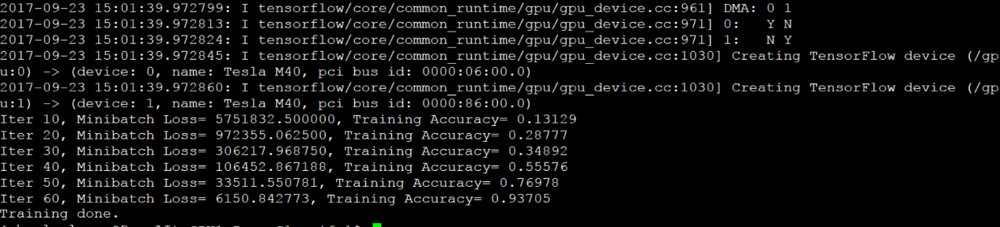 2017-09-23 15:01:39.972799: I tensorflow/core/common_runtime/gpu/gpu_device.cc:961] DMA: 0 1
2017-09-23 15:01:39.972813: I tensorflow/core/common_runtime/gpu/gpu_device.cc:971] 0:   Y N
2017-09-23 15:01:39.972824: I tensorflow/core/common_runtime/gpu/gpu_device.cc:971] 1:   N Y
2017-09-23 15:01:39.972845: I tensorflow/core/common_runtime/gpu/gpu_device.cc:1030] Creating TensorFlow device (/gp
u:0) -> (device: 0, name: Tesla M40, pci bus id: 0000:06:00.0)
2017-09-23 15:01:39.972860: I tensorflow/core/common_runtime/gpu/gpu_device.cc:1030] Creating TensorFlow device (/gp
u:1) -> (device: 1, name: Tesla M40, pci bus id: 0000:86:00.0)
Iter 10, Minibatch Loss= 5751832.500000, Training Accuracy= 0.13129
Iter 20, Minibatch Loss= 972355.062500, Training Accuracy= 0.28777
Iter 30, Minibatch Loss= 306217.968750, Training Accuracy= 0.34892
Iter 40, Minibatch Loss= 106452.867188, Training Accuracy= 0.55576
Iter 50, Minibatch Loss= 33511.550781, Training Accuracy= 0.76978
Iter 60, Minibatch Loss= 6150.842773, Training Accuracy= 0.93705
Training done.